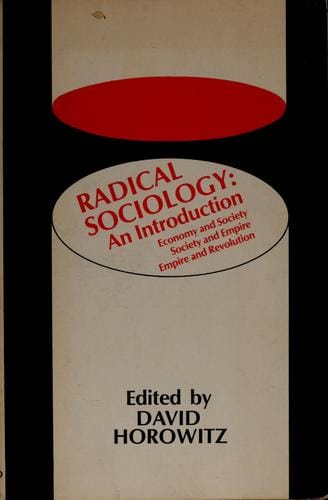 RADICAL
SOCIOLOGY:
An Introduction
Economy and Society
Society and Empire
Empire and Revolution
Edited by
DAVID
HOROWITZ